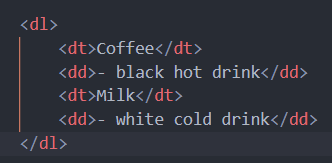 <dl>
    <dt>Coffee</dt>
    <dd>- black hot drink</dd>
    <dt>Milk</dt>
    <dd>- white cold drink</dd>
</dl>